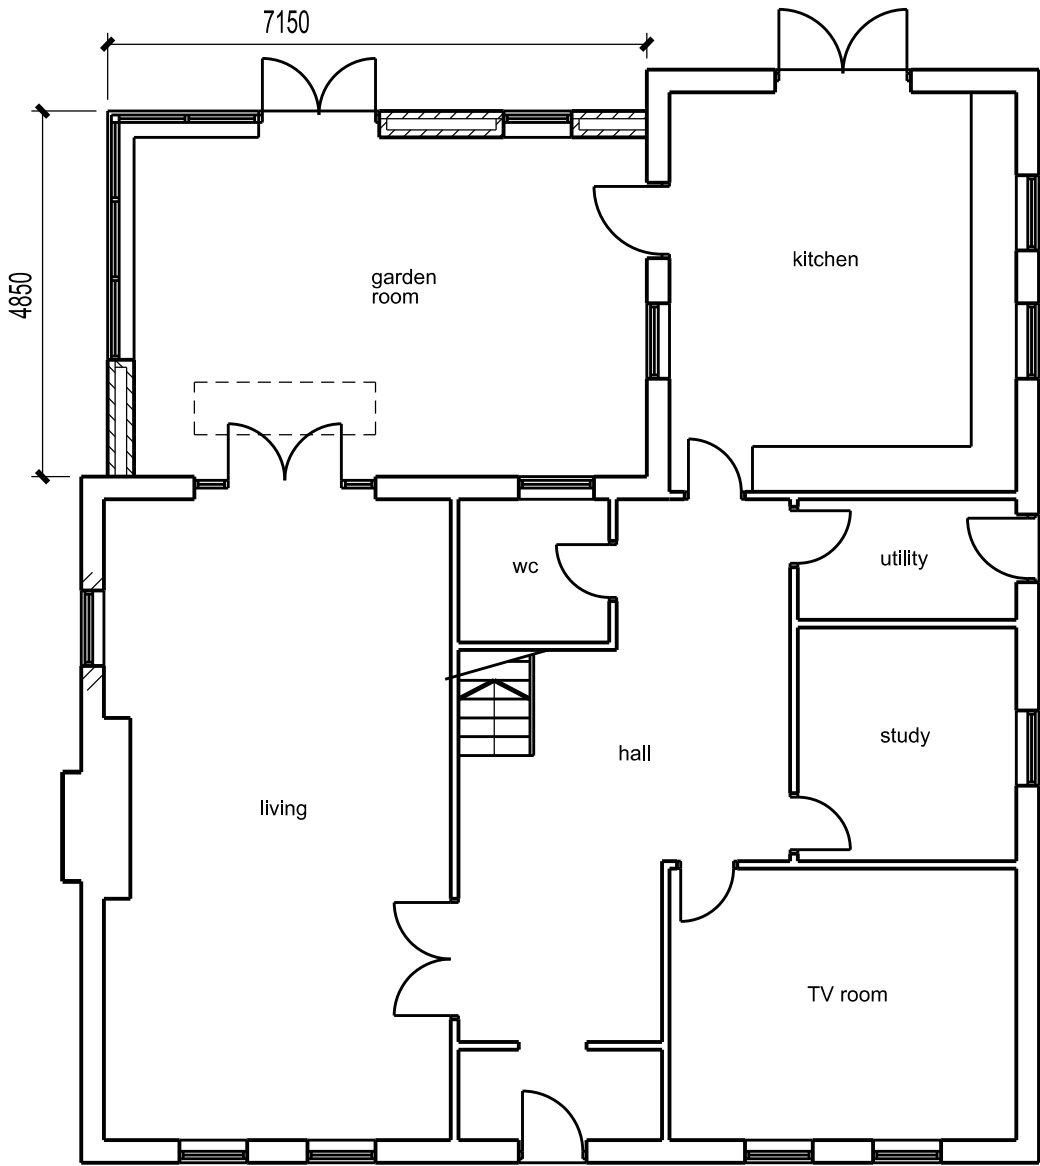 7150
4850
garden
room
kitchen
wc
utility
hall
study
living
TV room